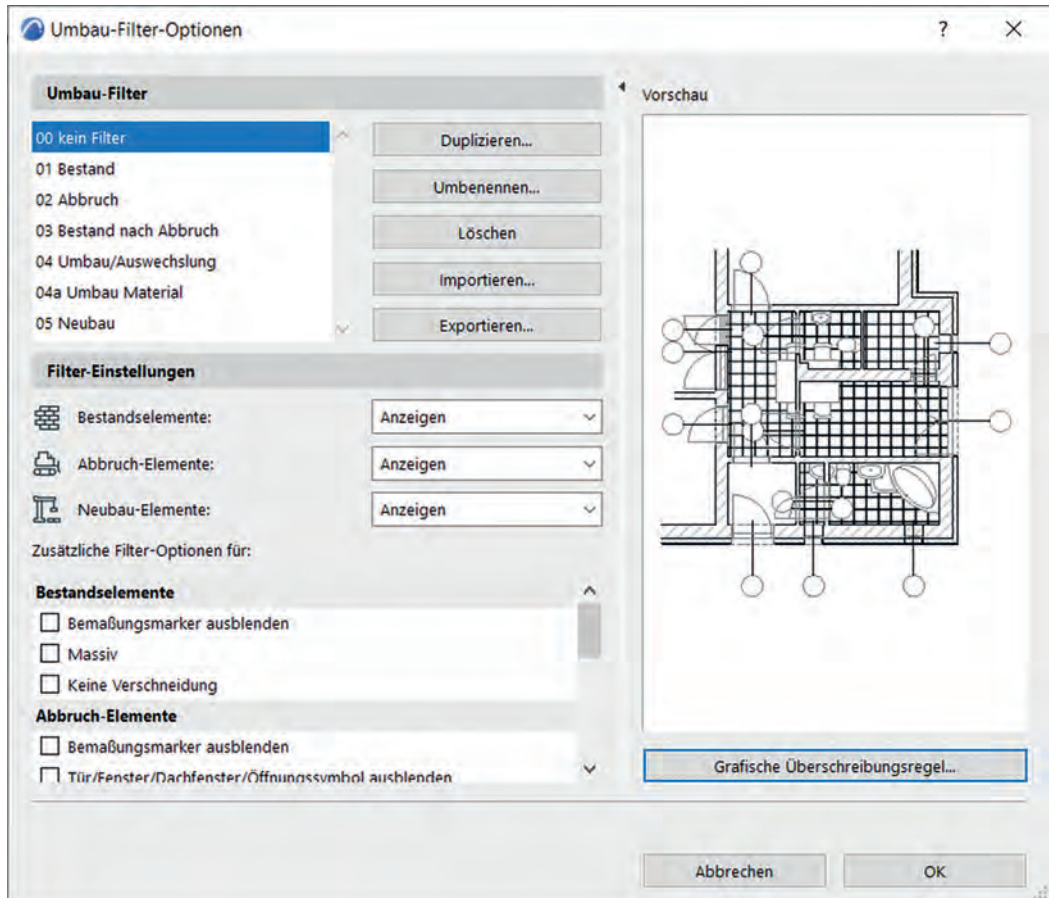 Umbau-Filter-Optionen
?
Umbau-Filter
00 kein Filter
01 Bestand
02 Abbruch
03 Bestand nach Abbruch
04 Umbau/Auswechslung
04a Umbau Material
05 Neubau
Duplizieren...
Umbenennen...
Löschen
Importieren...
Exportieren...
Filter-Einstellungen
Bestandselemente: Anzeigen
Abbruch-Elemente: Anzeigen
Neubau-Elemente: Anzeigen
Zusätzliche Filter-Optionen für:
Bestandselemente
Bemaßungsmarker ausblenden
Massiv
Keine Verschneidung
Abbruch-Elemente
Bemaßungsmarker ausblenden
Tür/Fenster/Dachfenster/Öffnungssymbol ausblenden
Vorschau
Grafische Überschreibungsregel...
Abbrechen
OK